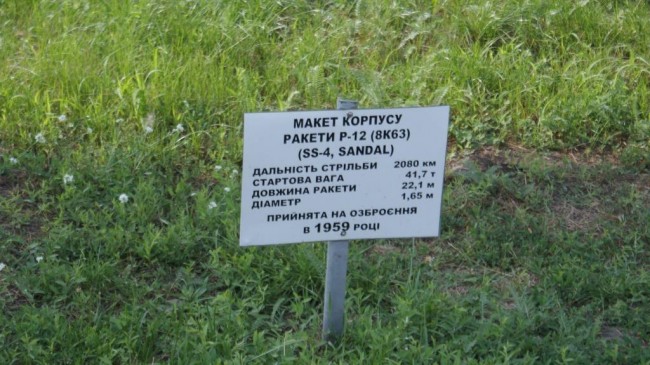 МАКЕТ КОРПУСУ
РАКЕТИ Р-12 (8К63)
(SS-4, SANDAL)
ДАЛЬНІСТЬ СТРІЛЬБИ 2080 км
СТАРТОВА ВАГА 41,7 т
ДОВЖИНА РАКЕТИ 22,1 м
ДІАМЕТР 1,65 м
ПРИЙНЯТА НА ОЗБРОЄННЯ
В 1959 РОЦІ